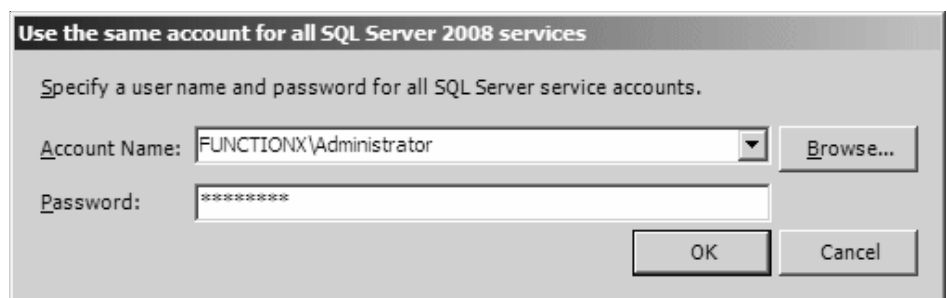 Use the same account for all SQL Server 2008 services
Specify a user name and password for all SQL Server service accounts.
Account Name: FUNCTIONX\Administrator Browse...
Password: ********
OK Cancel